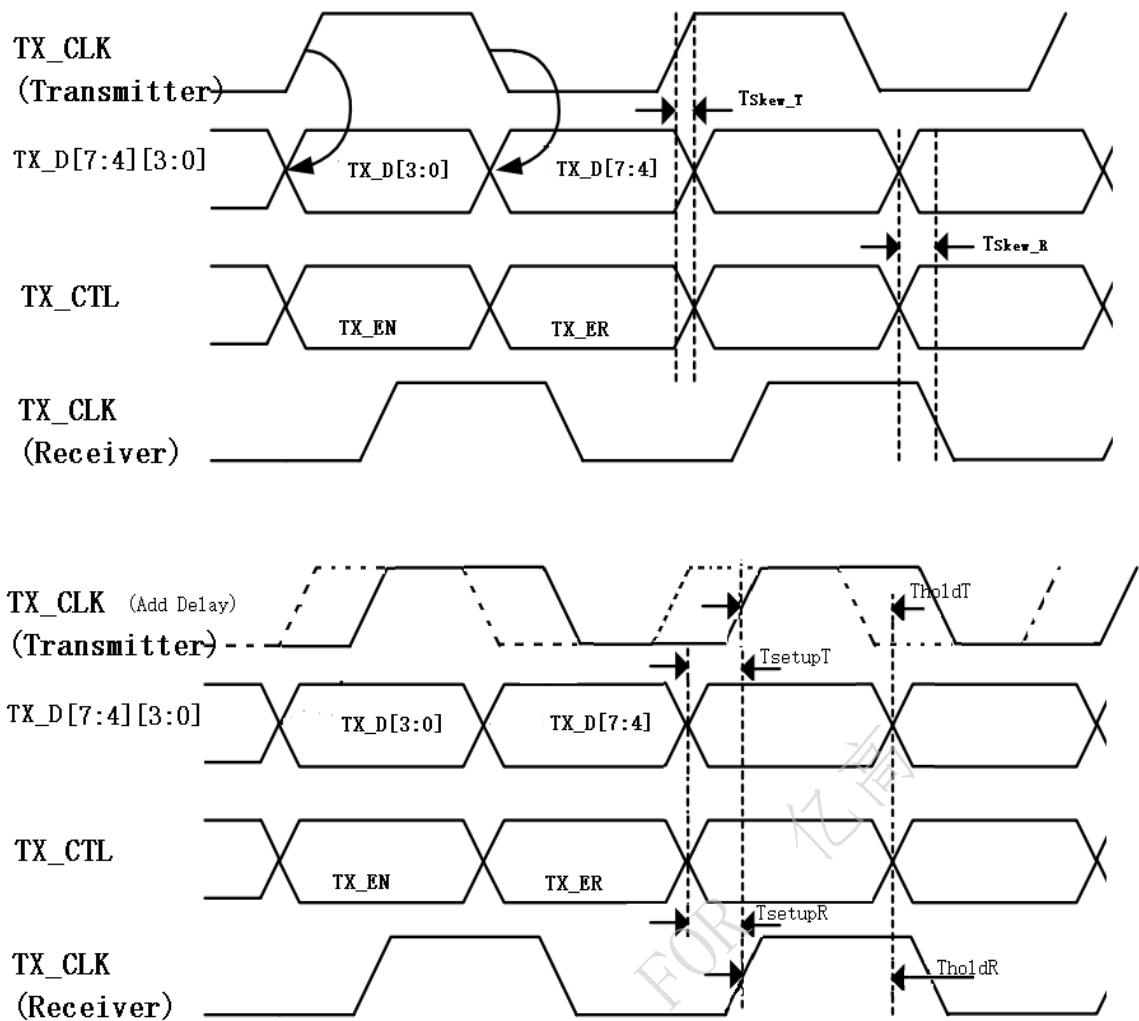 TX_CLK
(Transmitter)
Tskew_T
TX_D[7:4][3:0]
TX_D[3:0]
TX_D[7:4]
Tskew_R
TX_CTL
TX_EN
TX_ER
TX_CLK
(Receiver)
TX_CLK (Add Delay)
(Transmitter)
TholdT
TsetupT
TX_D[7:4][3:0]
TX_D[3:0]
TX_D[7:4]
TX_CTL
TX_EN
TX_ER
TsetupR
TX_CLK
(Receiver)
TholdR
FOR 亿高